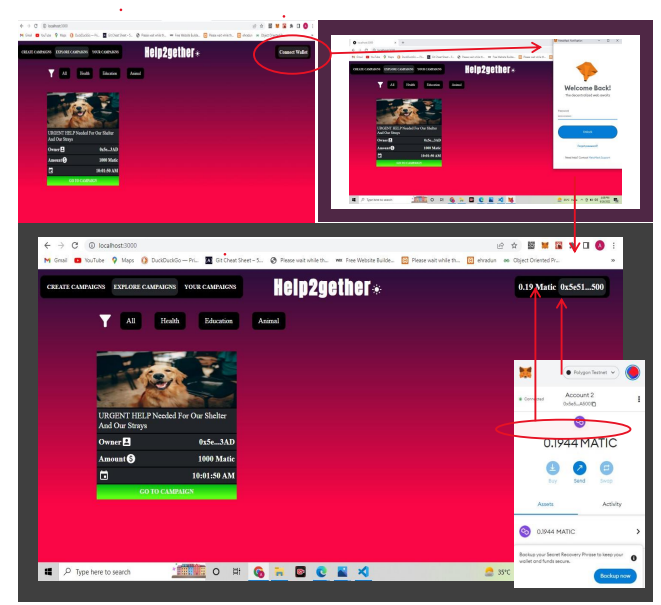 localhost:3000
CREATE CAMPAIGNS EXPLORE CAMPAIGNS YOUR CAMPAIGNS
Help2gether
Connect Wallet
All Health Education Animal
URGENT HELP Needed For Our Shelter
And Our Strays
Owner 0x5e...3AD
Amount 1000 Matic
10:01:50 AM
GO TO CAMPAIGN
localhost:3000
CREATE CAMPAIGNS EXPLORE CAMPAIGNS YOUR CAMPAIGNS
Help2gether
All Health Education Animal
URGENT HELP Needed For Our Shelter
And Our Strays
Owner 0x5e...3AD
Amount 1000 Matic
10:01:50 AM
GO TO CAMPAIGN
Type here to search
Welcome Back!
The decentralized web awaits
Forgot password?
localhost:3000
Gmail YouTube Maps DuckDuckGo — Pri... Git Cheat Sheet – S... Please wait while th... Free Website Builde... Please wait while th... ehradun Object Oriented Pr... »
CREATE CAMPAIGNS EXPLORE CAMPAIGNS YOUR CAMPAIGNS
Help2gether
0.19 Matic 0x5e51...500
All Health Education Animal
URGENT HELP Needed For Our Shelter
And Our Strays
Owner 0x5e...3AD
Amount 1000 Matic
10:01:50 AM
GO TO CAMPAIGN
Type here to search
35°C
Polygon Testnet
Connected
Account 2
0x5e5...A500
0.1944 MATIC
Buy Send Swap
Assets Activity
0.1944 MATIC
Backup your Secret Recovery Phrase to keep your
wallet and funds secure.
Backup now